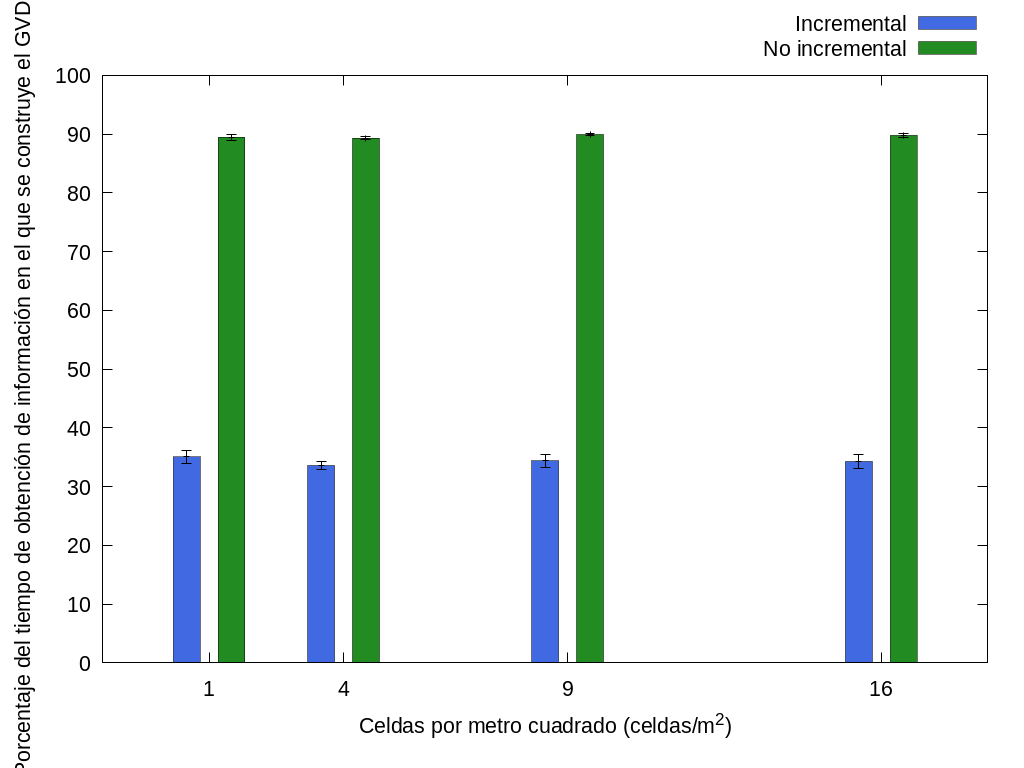 Incremental
No incremental
Porcentaje del tiempo de obtención de información en el que se construye el GVD
100
90
80
70
60
50
40
30
20
10
0
1 4 9 16
Celdas por metro cuadrado (celdas/m²)